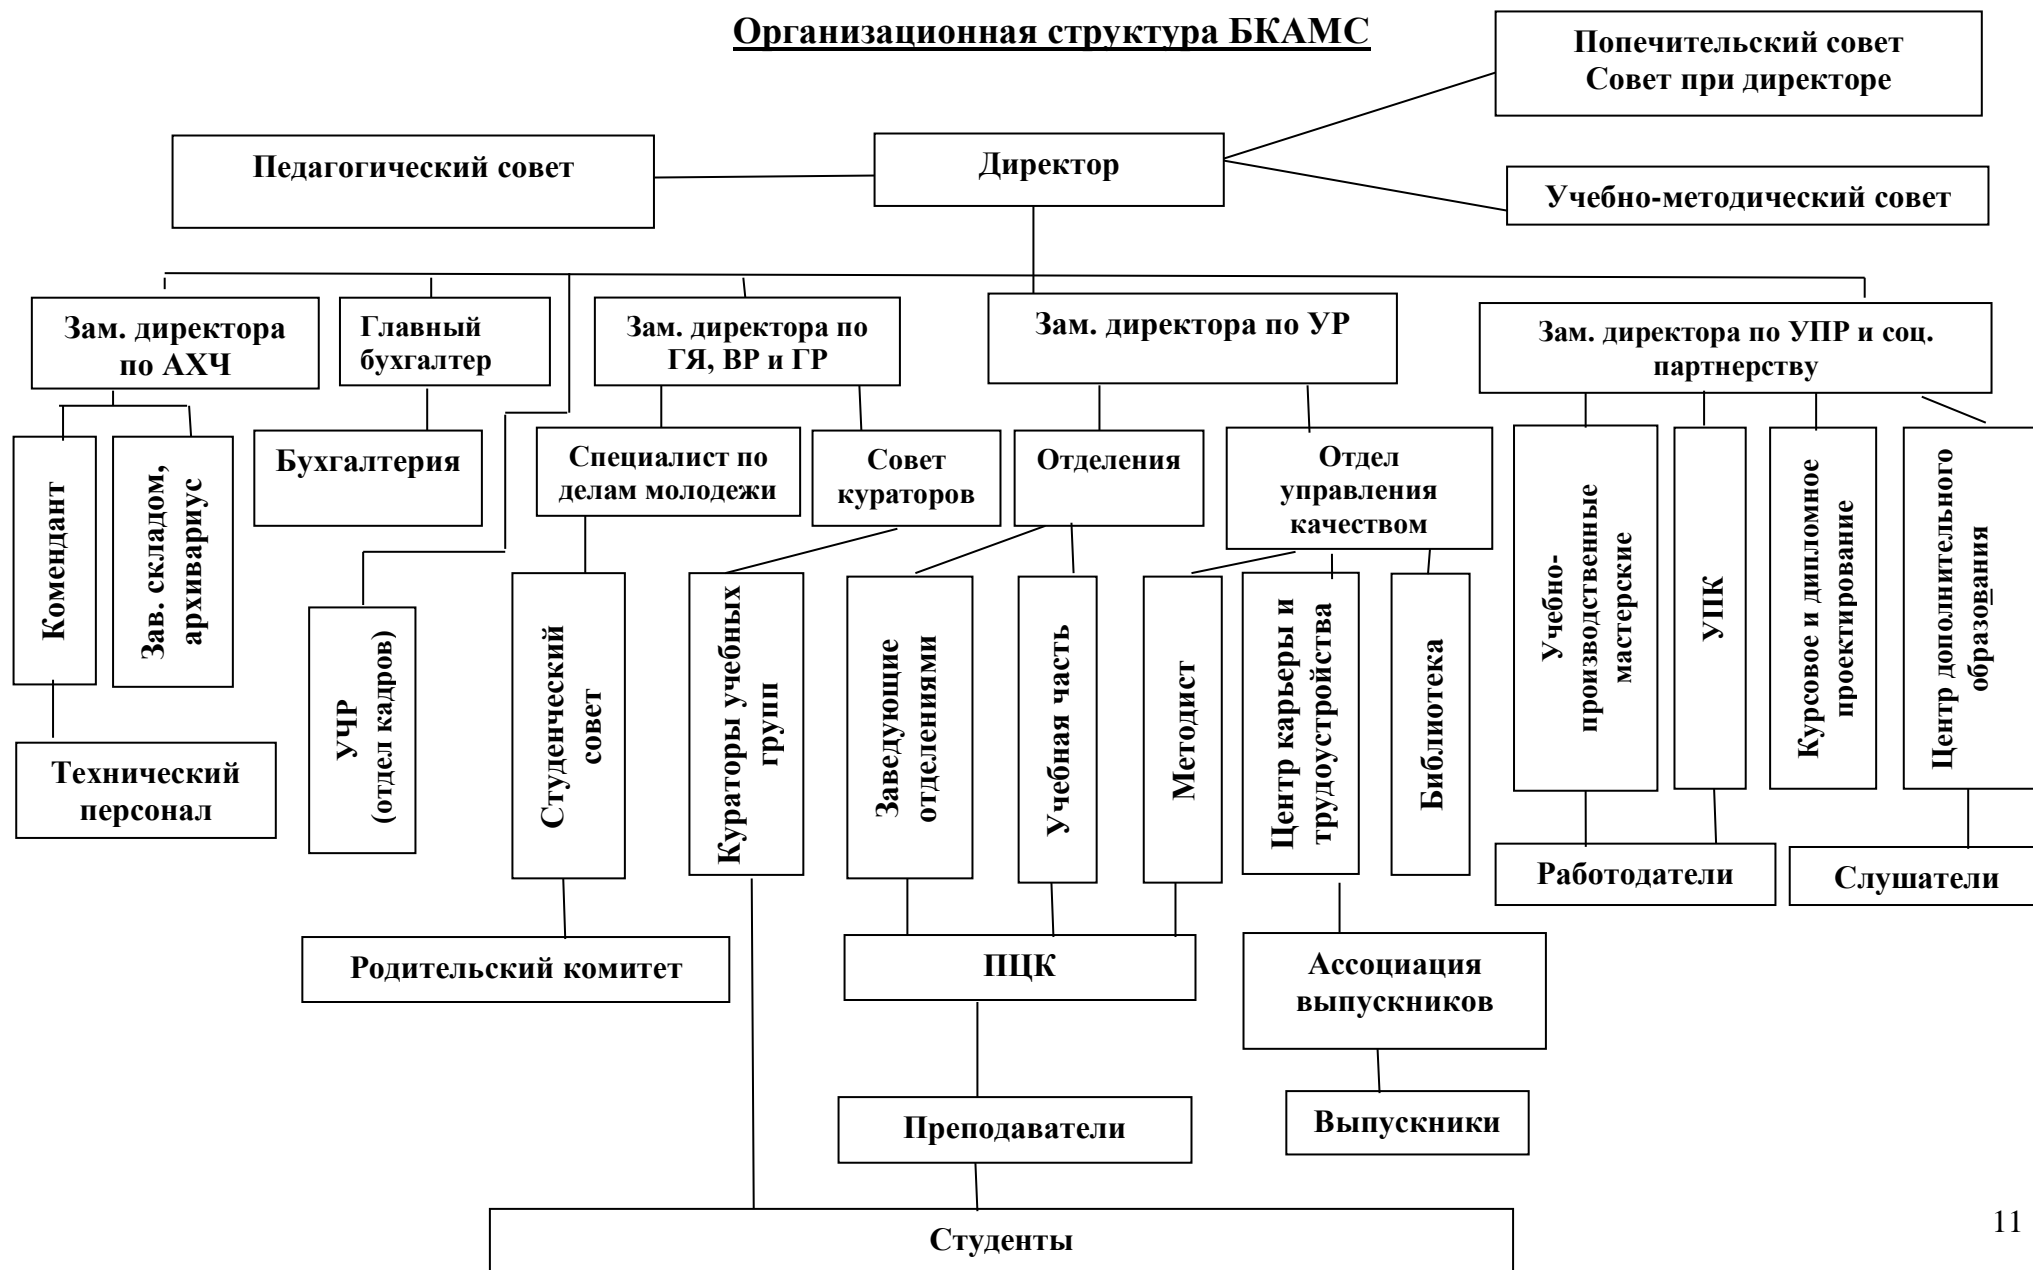 Организационная структура БКАМС
Попечительский совет
Совет при директоре
Педагогический совет
Директор
Учебно-методический совет
Зам. директора
по АХЧ
Главный
бухгалтер
Зам. директора по
ГЯ, ВР и ГР
Зам. директора по УР
Зам. директора по УПР и соц.
партнерству
Комендант
Зав. складом,
архивариус
Бухгалтерия
Специалист по
делам молодежи
Совет
кураторов
Отделения
Отдел
управления
качеством
Учебно-
производственные
мастерские
УПК
Курсовое и дипломное
проектирование
Центр дополнительного
образования
УЧР
(отдел кадров)
Студенческий
совет
Кураторы учебных
групп
Заведующие
отделениями
Учебная часть
Методист
Центр карьеры и
трудоустройства
Библиотека
Технический
персонал
Работодатели
Слушатели
Родительский комитет
ПЦК
Ассоциация
выпускников
Преподаватели
Выпускники
Студенты
11